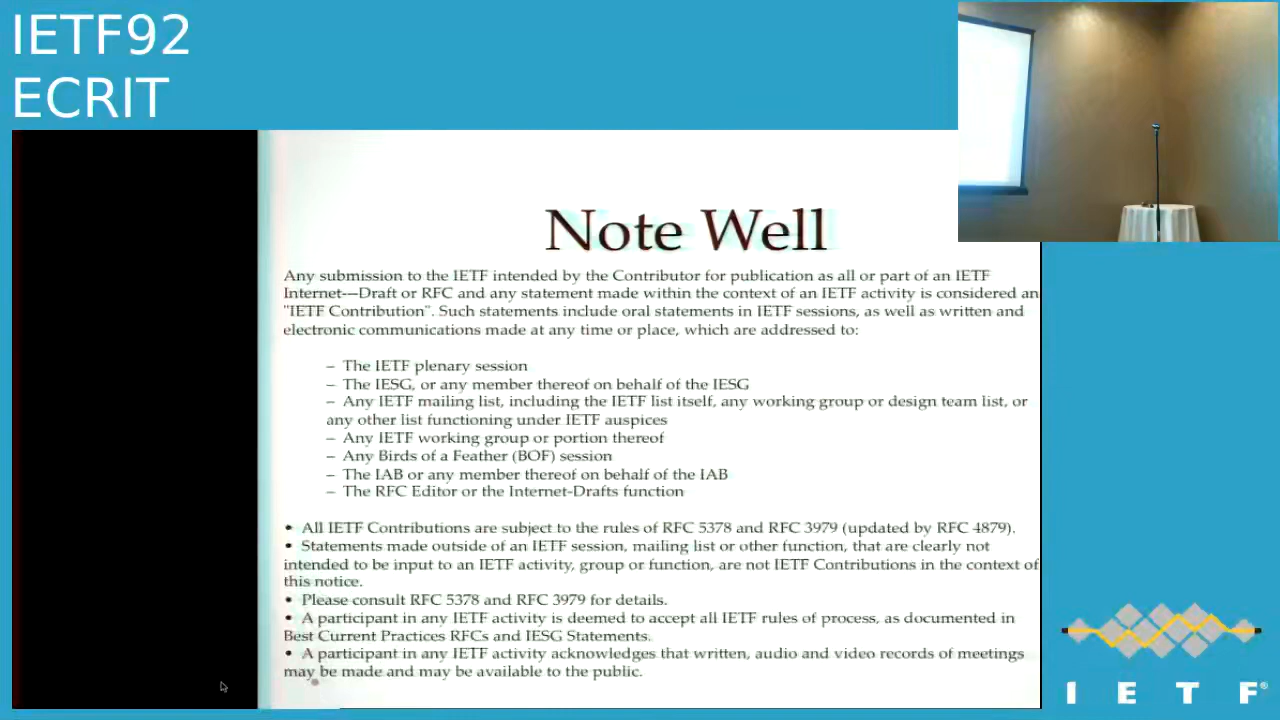 IETF92
ECRIT
Note Well
Any submission to the IETF intended by the Contributor for publication as all or part of an IETF
Internet-–Draft or RFC and any statement made within the context of an IETF activity is considered an
"IETF Contribution". Such statements include oral statements in IETF sessions, as well as written and
electronic communications made at any time or place, which are addressed to:
– The IETF plenary session
– The IESG, or any member thereof on behalf of the IESG
– Any IETF mailing list, including the IETF list itself, any working group or design team list, or
any other list functioning under IETF auspices
– Any IETF working group or portion thereof
– Any Birds of a Feather (BOF) session
– The IAB or any member thereof on behalf of the IAB
– The RFC Editor or the Internet-Drafts function
• All IETF Contributions are subject to the rules of RFC 5378 and RFC 3979 (updated by RFC 4879).
• Statements made outside of an IETF session, mailing list or other function, that are clearly not
intended to be input to an IETF activity, group or function, are not IETF Contributions in the context of
this notice.
• Please consult RFC 5378 and RFC 3979 for details.
• A participant in any IETF activity is deemed to accept all IETF rules of process, as documented in
Best Current Practices RFCs and IESG Statements.
• A participant in any IETF activity acknowledges that written, audio and video records of meetings
may be made and may be available to the public.
I E T F®